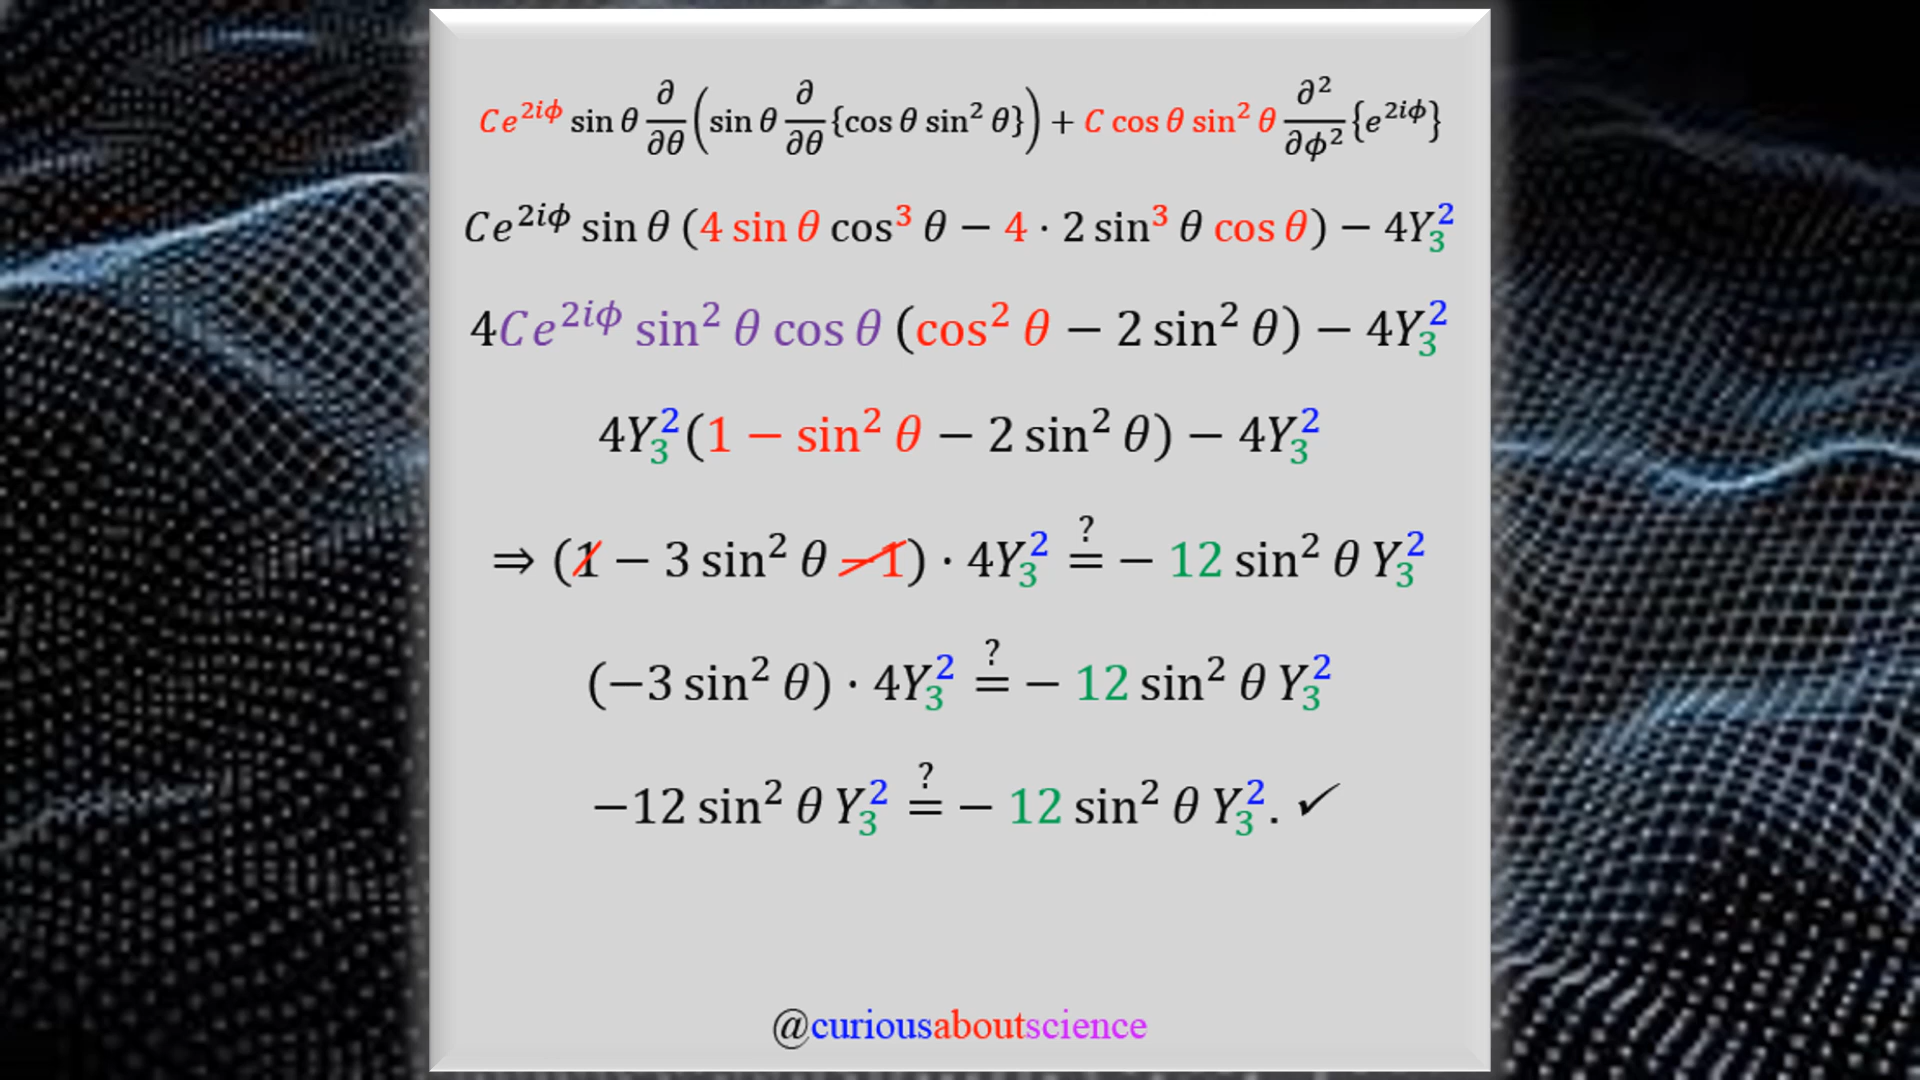 Ce^{2iϕ} sin θ ∂/∂θ (sin θ ∂/∂θ {cos θ sin² θ}) + C cos θ sin² θ ∂²/∂ϕ² {e^{2iϕ}}
Ce^{2iϕ} sin θ (4 sin θ cos³ θ − 4 · 2 sin³ θ cos θ) − 4Y₃²
4Ce^{2iϕ} sin² θ cos θ (cos² θ − 2 sin² θ) − 4Y₃²
4Y₃²(1 − sin² θ − 2 sin² θ) − 4Y₃²
⇒ (1 − 3 sin² θ −1) · 4Y₃² ≟ − 12 sin² θ Y₃²
(−3 sin² θ) · 4Y₃² ≟ − 12 sin² θ Y₃²
−12 sin² θ Y₃² ≟ − 12 sin² θ Y₃². ✓
@curiousaboutscience